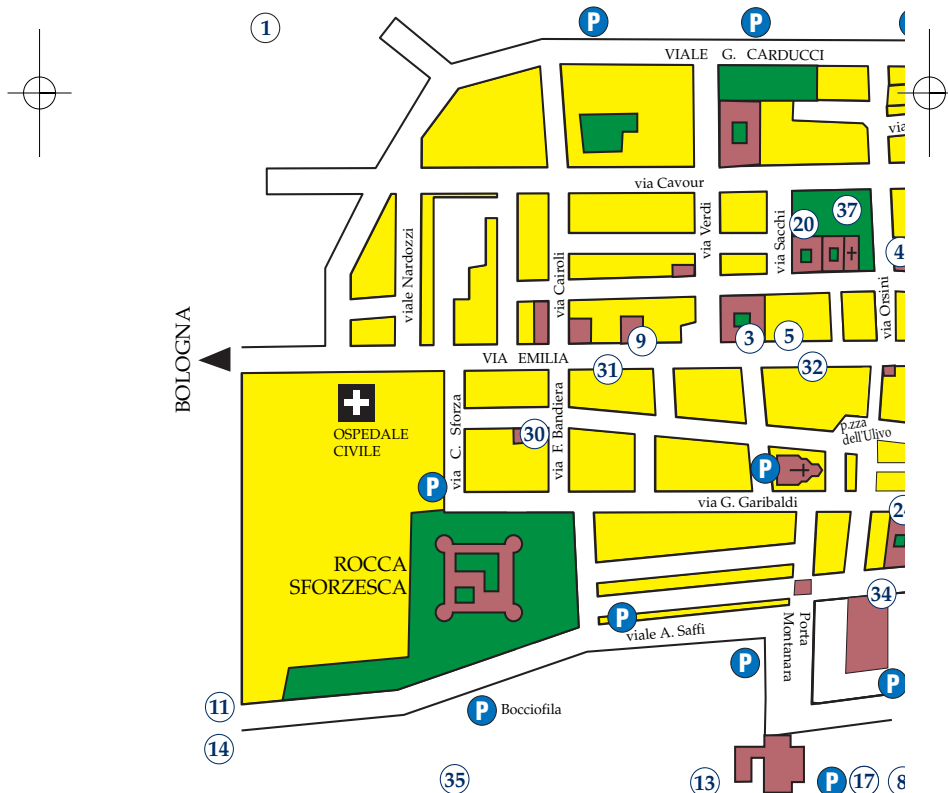 1
P
P
VIALE G. CARDUCCI
via
via Cavour
37
20
via Verdi
via Sacchi
4
viale Nardozzi
via Cairoli
via Orsini
3
5
9
BOLOGNA
VIA EMILIA
31
32
OSPEDALE
CIVILE
via C. Sforza
30
via F. Bandiera
p.zza
dell'Ulivo
P
P
via G. Garibaldi
ROCCA
SFORZESCA
34
P
viale A. Saffi
Porta
Montanara
P
P
11
P
Bocciofila
14
35
13
P
17
8